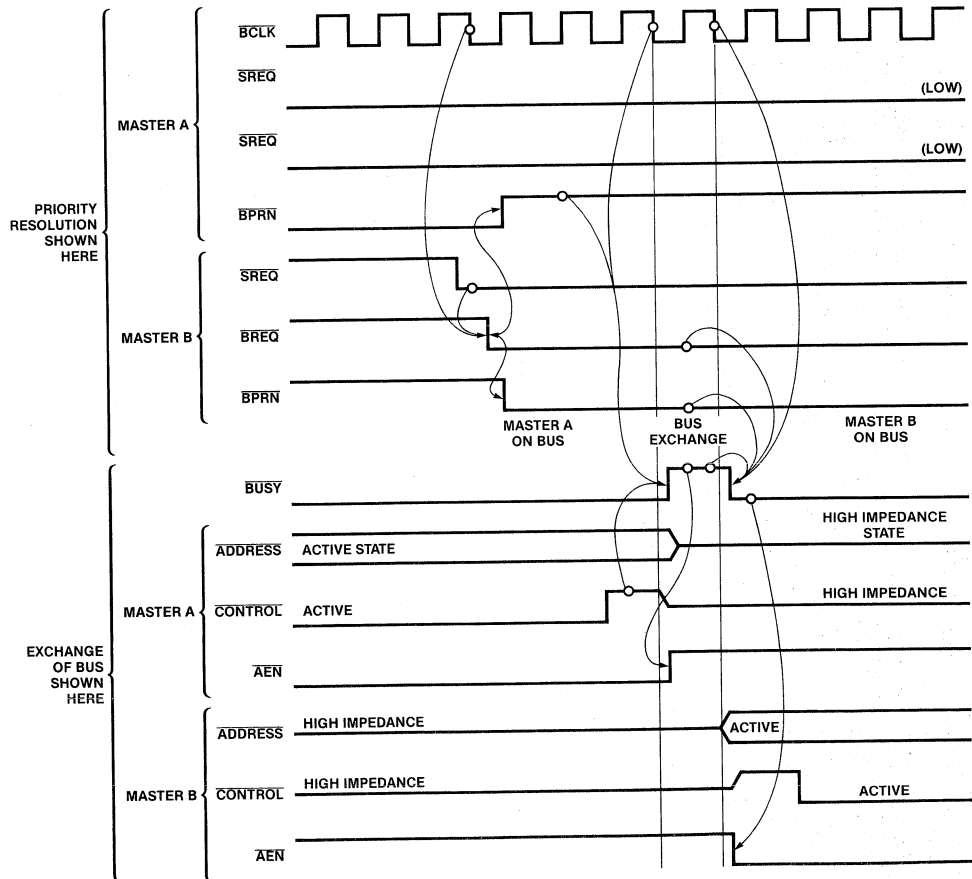 BCLK
SREQ
(LOW)
MASTER A
SREQ
(LOW)
PRIORITY
RESOLUTION
SHOWN
HERE
BPRN
SREQ
MASTER B
BREQ
BPRN
MASTER A
ON BUS
BUS
EXCHANGE
MASTER B
ON BUS
BUSY
HIGH IMPEDANCE
STATE
ADDRESS
ACTIVE STATE
MASTER A
CONTROL
ACTIVE
HIGH IMPEDANCE
EXCHANGE
OF BUS
SHOWN
HERE
AEN
ADDRESS
HIGH IMPEDANCE
ACTIVE
MASTER B
CONTROL
HIGH IMPEDANCE
ACTIVE
AEN